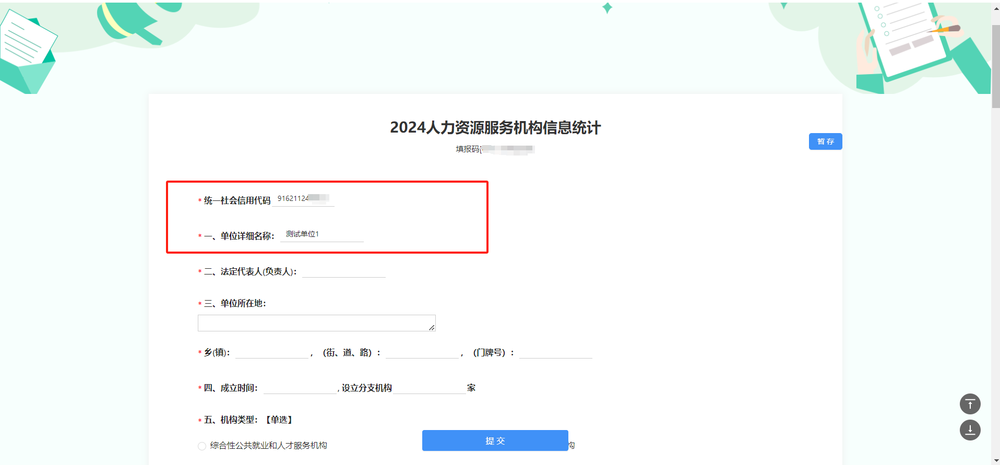 2024人力资源服务机构信息统计
填报码
暂存
*统一社会信用代码 91621124
*一、单位详细名称： 测试单位1
*二、法定代表人(负责人)：
*三、单位所在地：
*乡(镇)： ，（街、道、路）： ，（门牌号）：
*四、成立时间： ,设立分支机构 家
*五、机构类型：【单选】
综合性公共就业和人才服务机构
提交
构